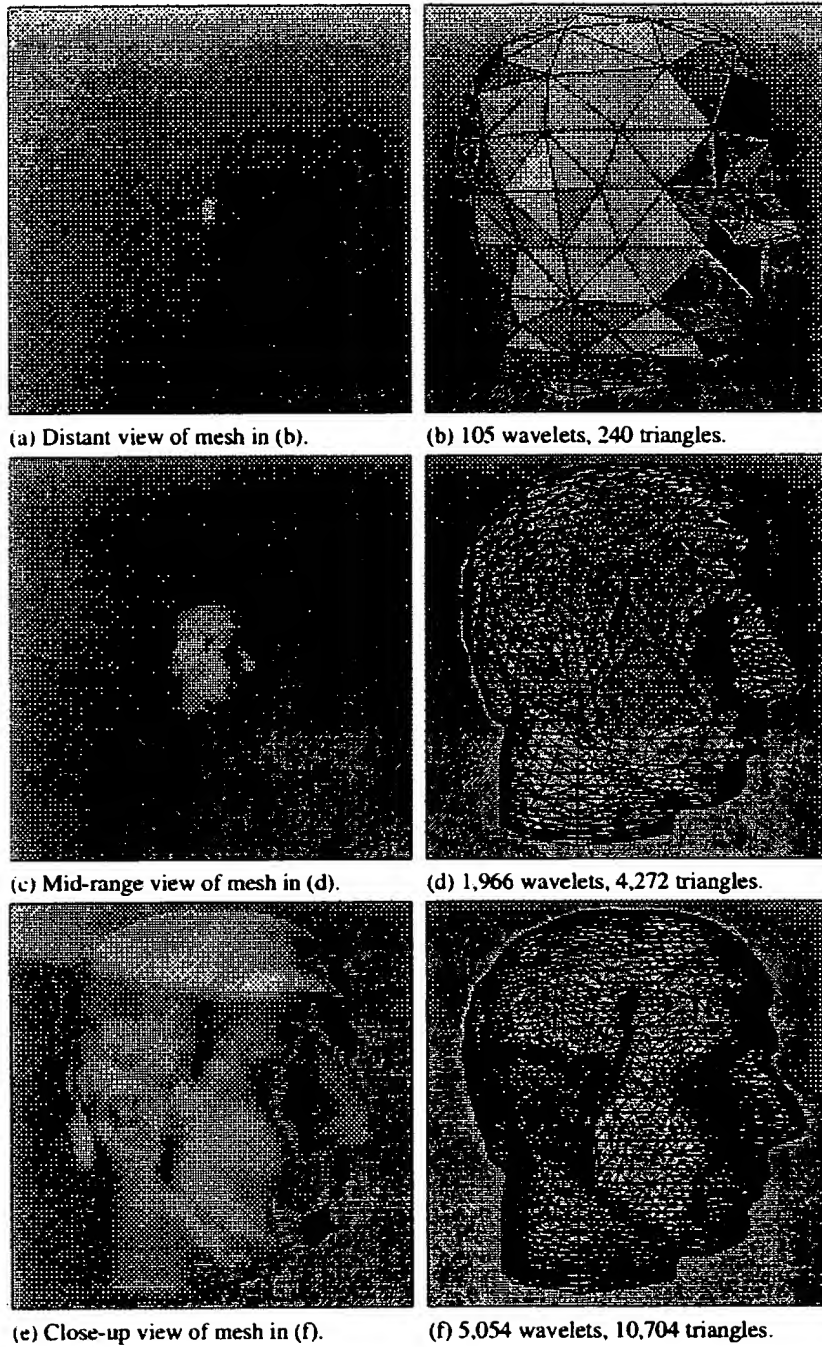 (a) Distant view of mesh in (b).
(b) 105 wavelets, 240 triangles.
(c) Mid-range view of mesh in (d).
(d) 1,966 wavelets, 4,272 triangles.
(e) Close-up view of mesh in (f).
(f) 5,054 wavelets, 10,704 triangles.